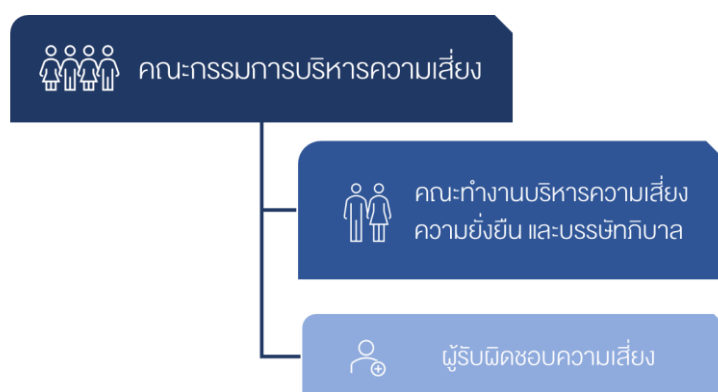 คณะกรรมการบริหารความเสี่ยง
คณะทำงานบริหารความเสี่ยง
ความยั่งยืน และบรรษัทภิบาล
ผู้รับผิดชอบความเสี่ยง